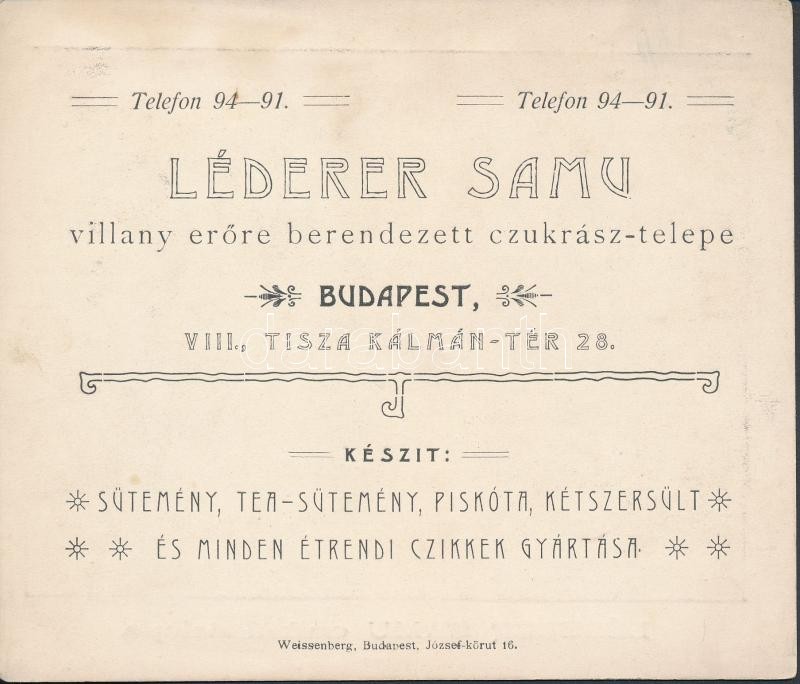 Telefon 94—91. Telefon 94—91.
LÉDERER SAMU
villany erőre berendezett czukrász-telepe
BUDAPEST,
VIII., TISZA KÁLMÁN-TÉR 28.
darabanth
KÉSZIT:
SÜTEMÉNY, TEA-SÜTEMÉNY, PISKÓTA, KÉTSZERSÜLT
ÉS MINDEN ÉTRENDI CZIKKEK GYÁRTÁSA.
Weissenberg, Budapest, József-körut 16.